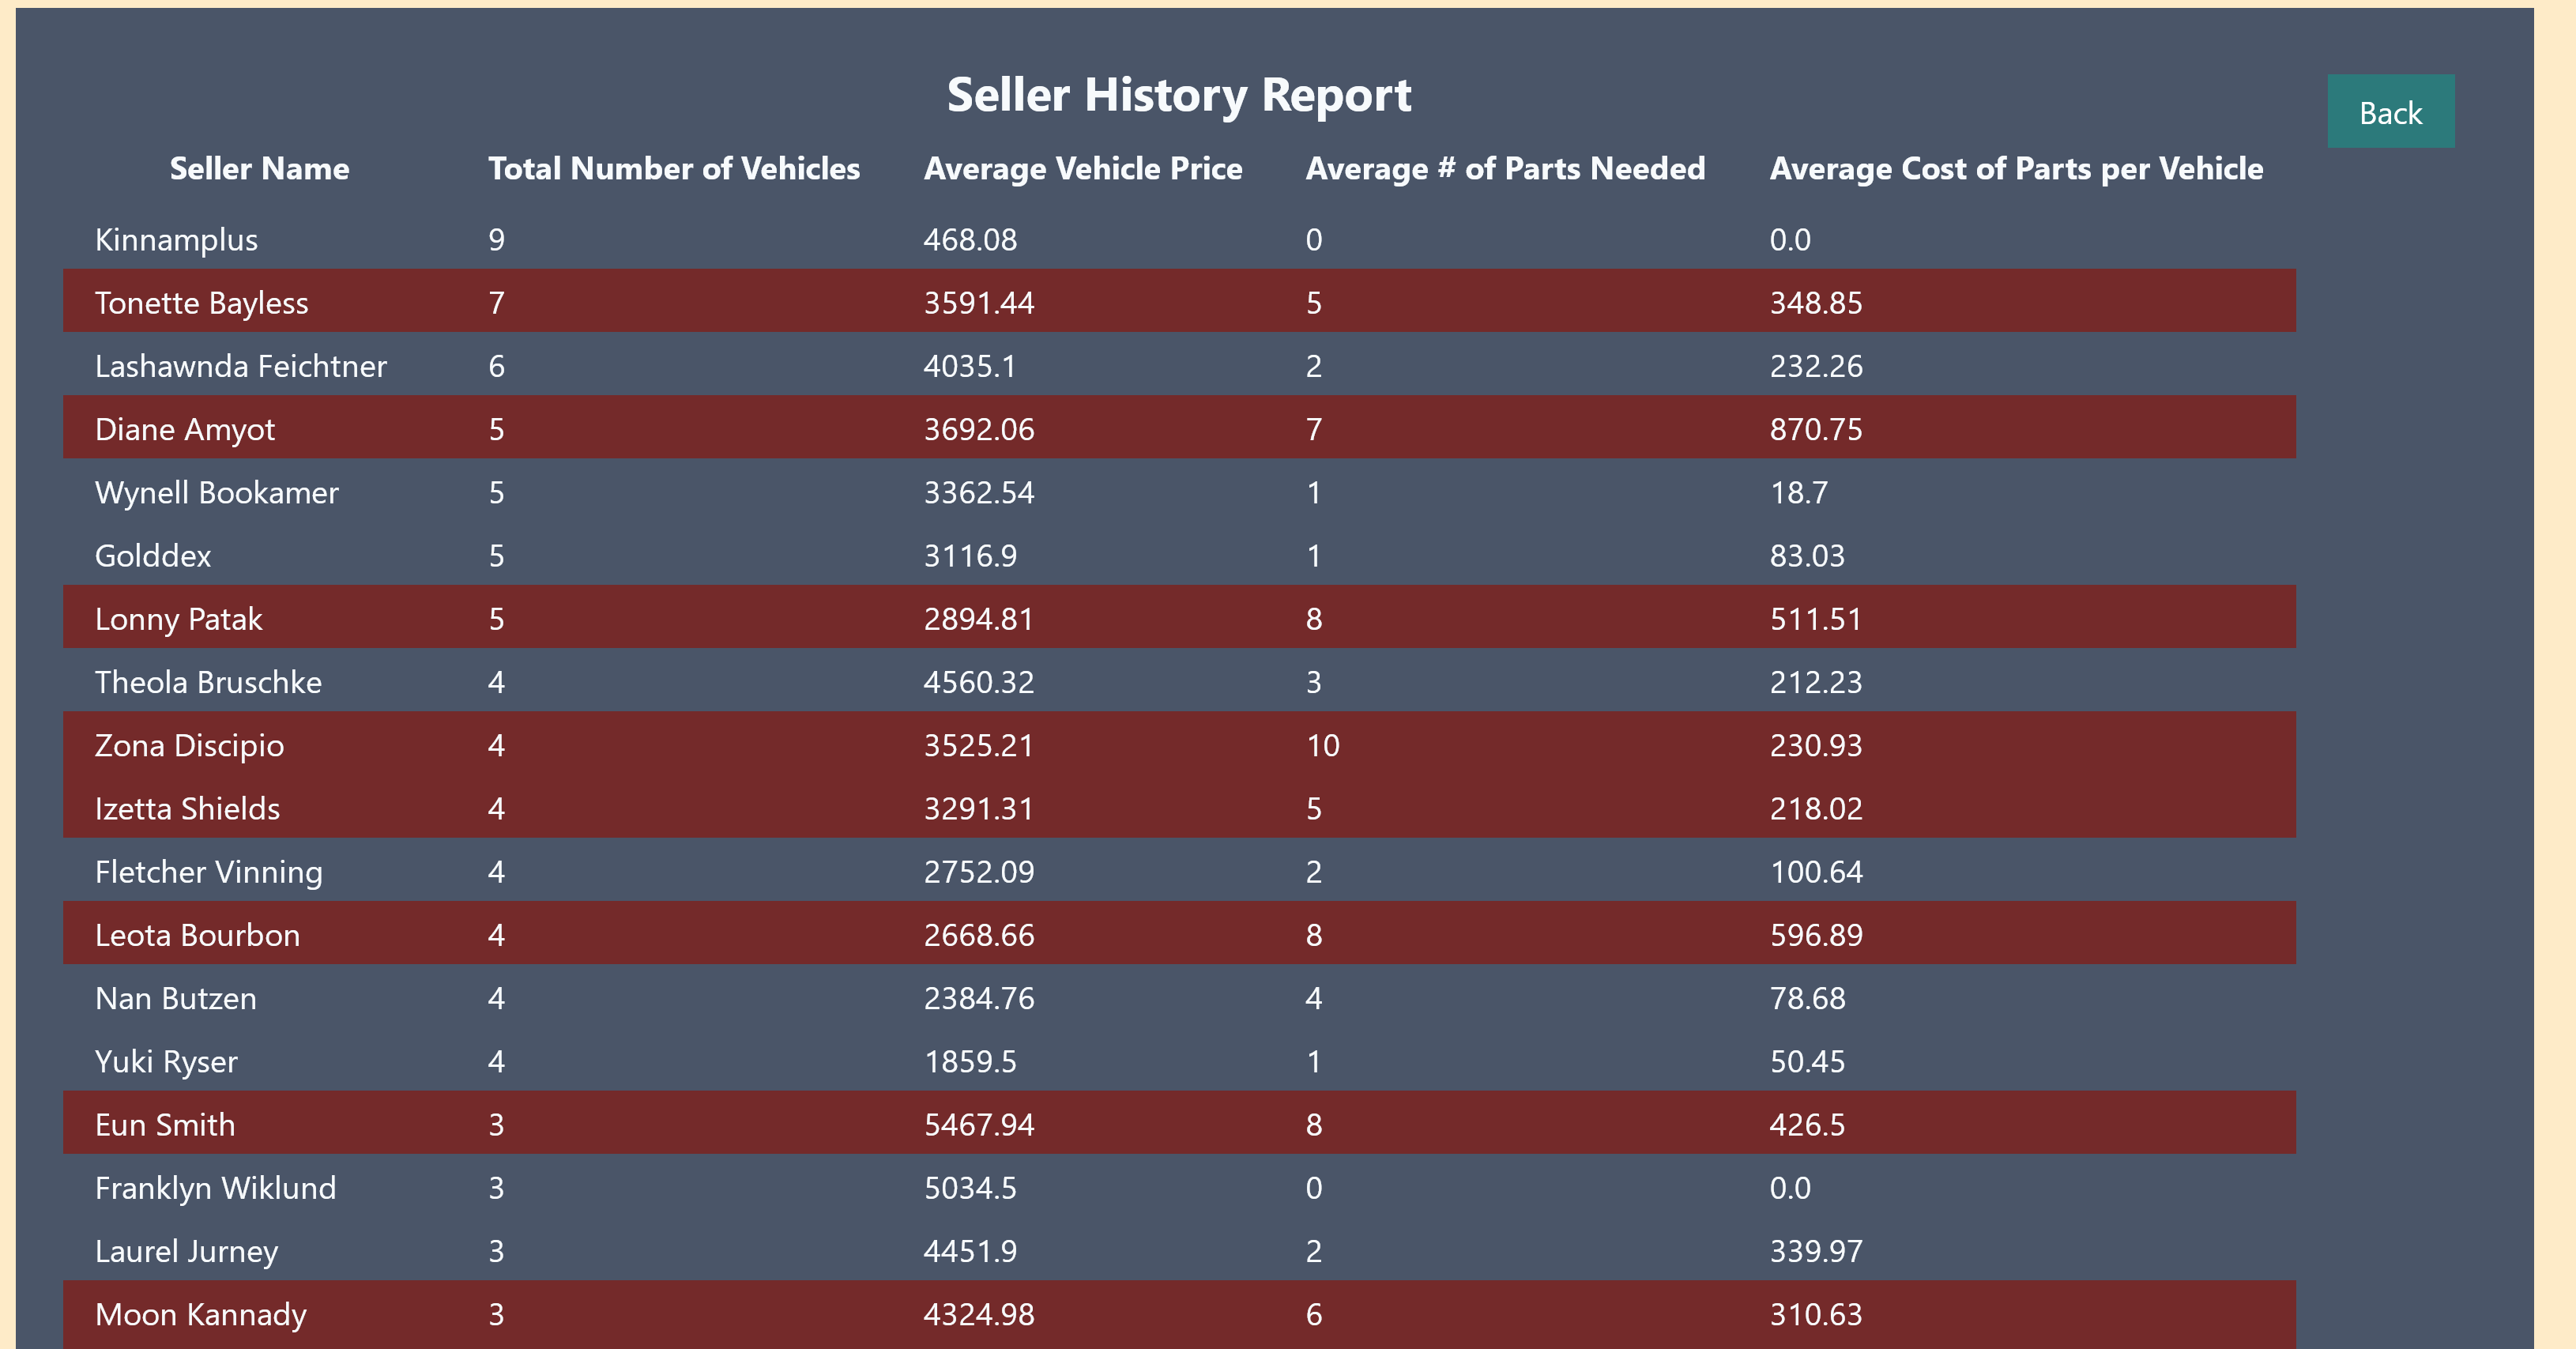 Seller History Report
Back
Seller Name Total Number of Vehicles Average Vehicle Price Average # of Parts Needed Average Cost of Parts per Vehicle
Kinnamplus 9 468.08 0 0.0
Tonette Bayless 7 3591.44 5 348.85
Lashawnda Feichtner 6 4035.1 2 232.26
Diane Amyot 5 3692.06 7 870.75
Wynell Bookamer 5 3362.54 1 18.7
Golddex 5 3116.9 1 83.03
Lonny Patak 5 2894.81 8 511.51
Theola Bruschke 4 4560.32 3 212.23
Zona Discipio 4 3525.21 10 230.93
Izetta Shields 4 3291.31 5 218.02
Fletcher Vinning 4 2752.09 2 100.64
Leota Bourbon 4 2668.66 8 596.89
Nan Butzen 4 2384.76 4 78.68
Yuki Ryser 4 1859.5 1 50.45
Eun Smith 3 5467.94 8 426.5
Franklyn Wiklund 3 5034.5 0 0.0
Laurel Jurney 3 4451.9 2 339.97
Moon Kannady 3 4324.98 6 310.63